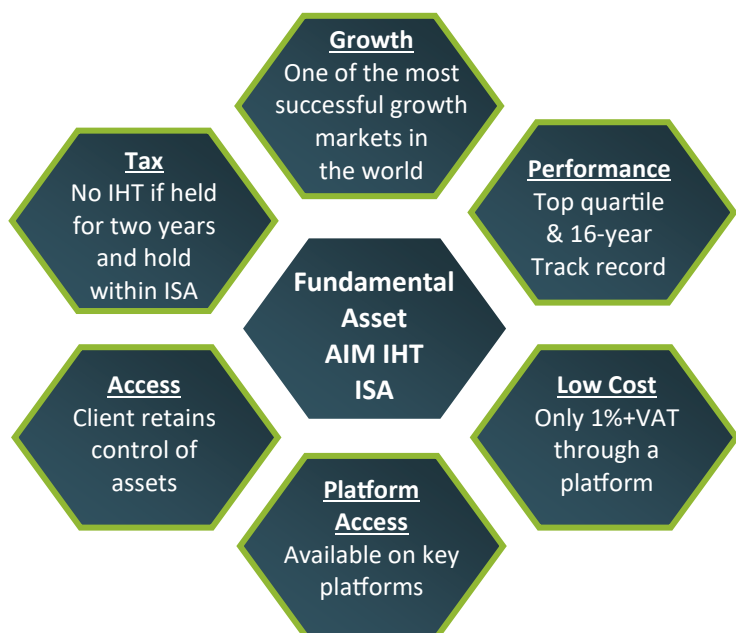 Growth
One of the most
successful growth
markets in
the world
Tax
No IHT if held
for two years
and hold
within ISA
Performance
Top quartile
& 16-year
Track record
Fundamental
Asset
AIM IHT
ISA
Access
Client retains
control of
assets
Low Cost
Only 1%+VAT
through a
platform
Platform
Access
Available on key
platforms